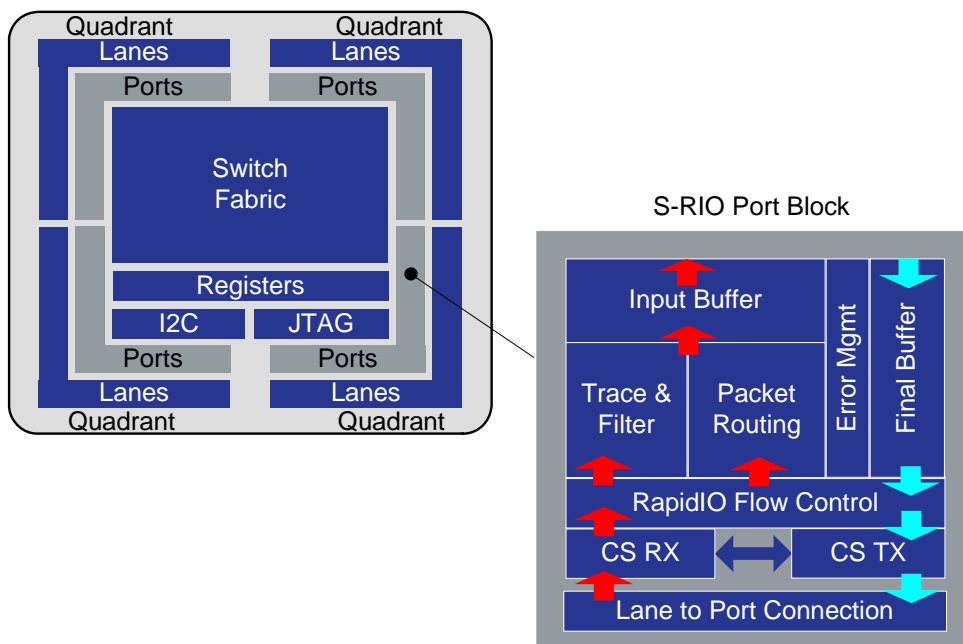 Quadrant
Quadrant
Lanes
Lanes
Ports
Ports
Switch
Fabric
Registers
I2C
JTAG
Ports
Ports
Lanes
Lanes
Quadrant
Quadrant
S-RIO Port Block
Input Buffer
Trace &
Filter
Packet
Routing
Error Mgmt
Final Buffer
RapidIO Flow Control
CS RX
CS TX
Lane to Port Connection